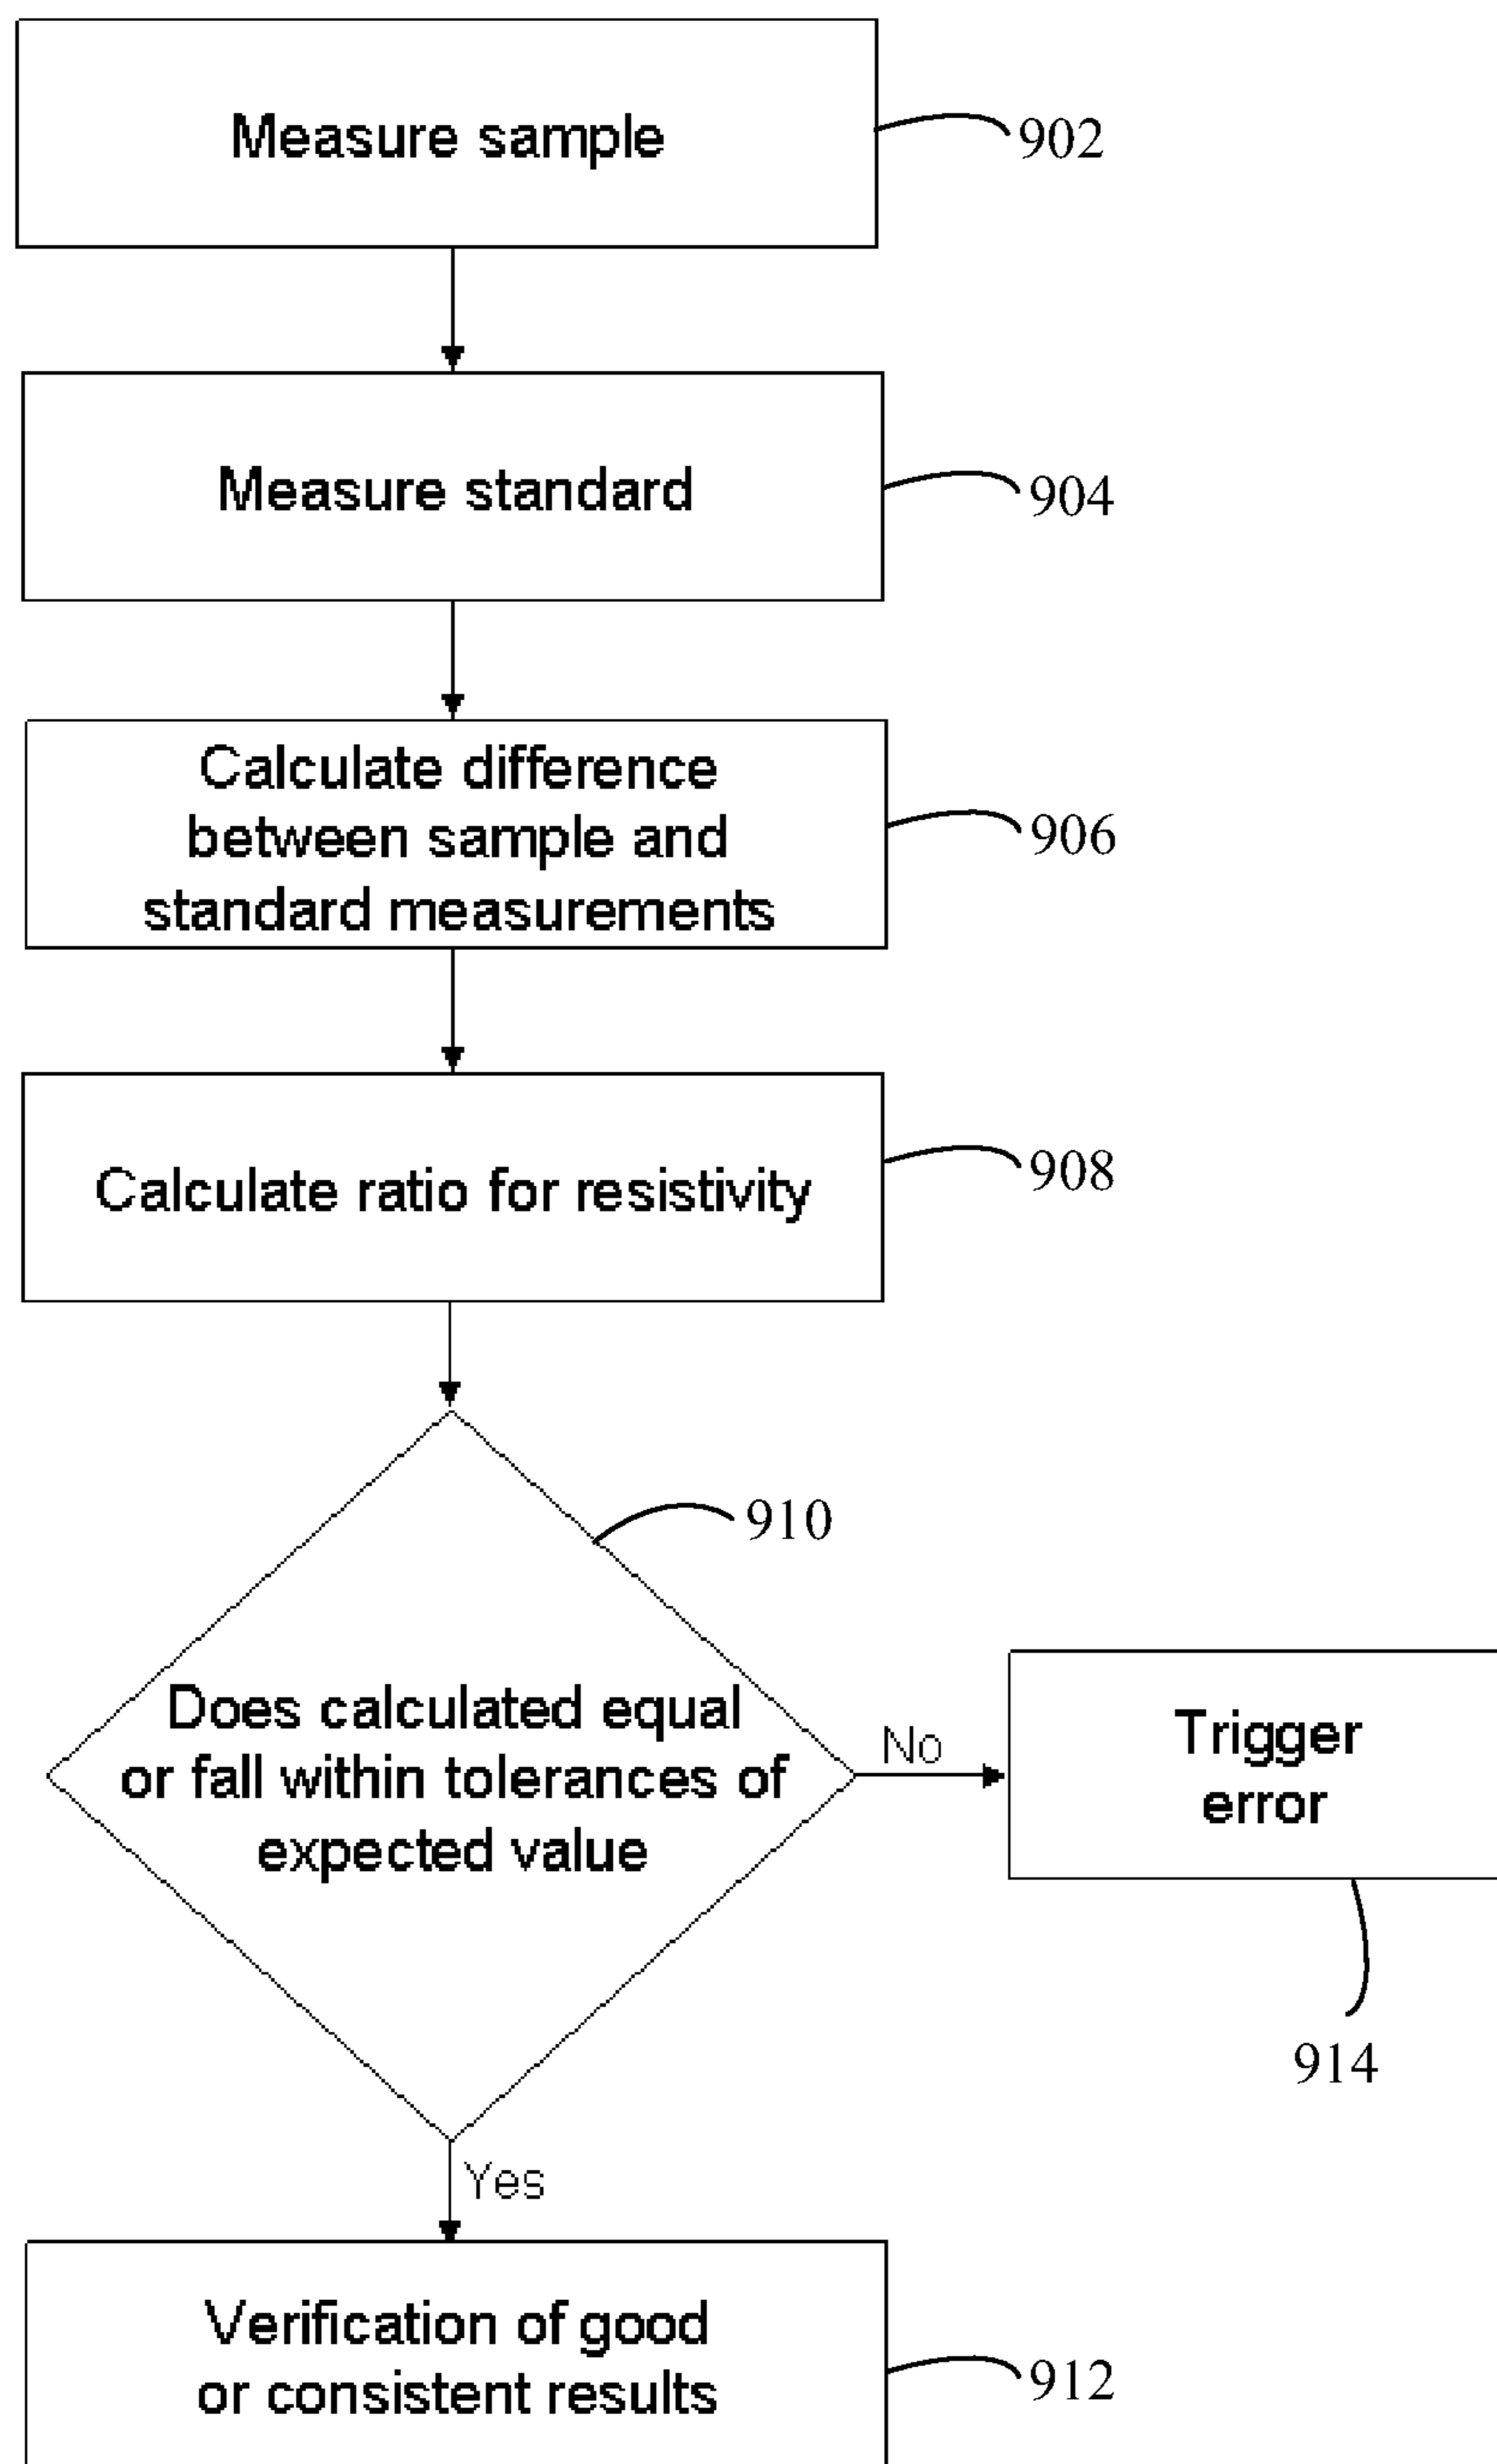 Measure sample
902
Measure standard
904
Calculate difference
between sample and
standard measurements
906
Calculate ratio for resistivity
908
910
Does calculated equal
or fall within tolerances of
expected value
No
Trigger
error
914
Yes
Verification of good
or consistent results
912